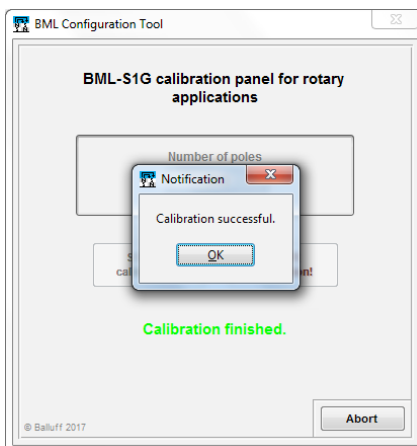 BML Configuration Tool
BML-S1G calibration panel for rotary
applications
Number of poles
Notification
Calibration successful.
OK
Calibration finished.
Abort
© Balluff 2017